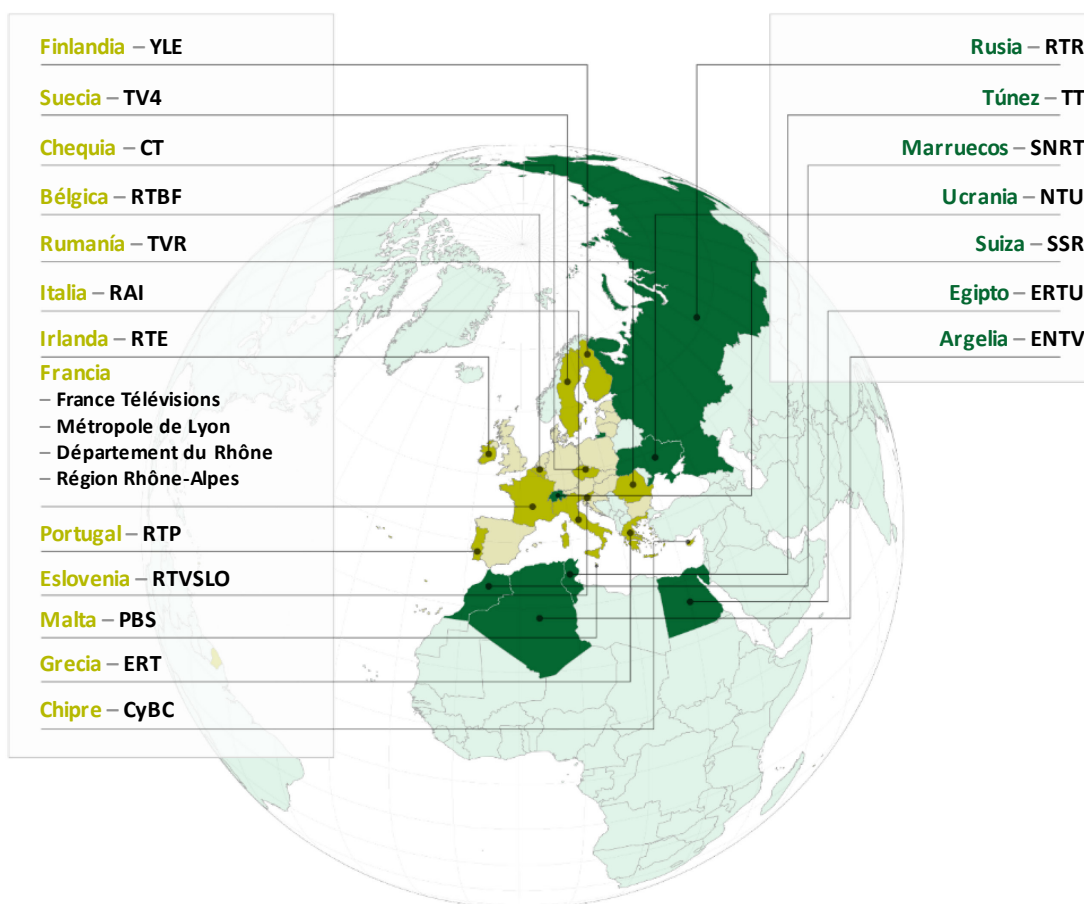 Finlandia – YLE
Suecia – TV4
Chequia – CT
Bélgica – RTBF
Rumanía – TVR
Italia – RAI
Irlanda – RTE
Francia
– France Télévisions
– Métropole de Lyon
– Département du Rhône
– Région Rhône-Alpes
Portugal – RTP
Eslovenia – RTVSLO
Malta – PBS
Grecia – ERT
Chipre – CyBC
Rusia – RTR
Túnez – TT
Marruecos – SNRT
Ucrania – NTU
Suiza – SSR
Egipto – ERTU
Argelia – ENTV